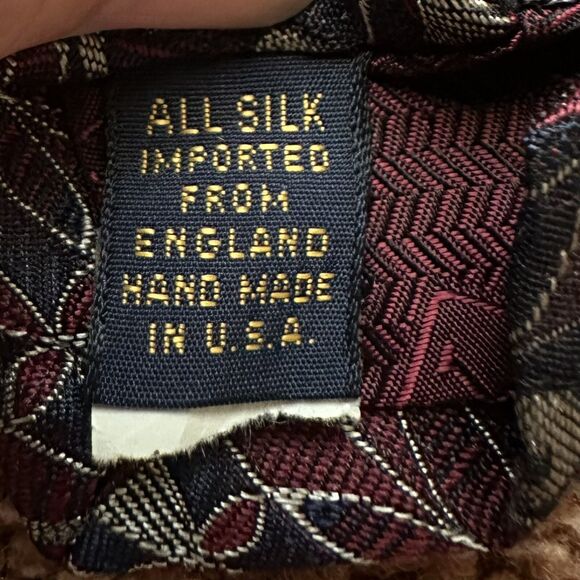 ALL SILK
IMPORTED
FROM
ENGLAND
HAND MADE
IN U.S.A.